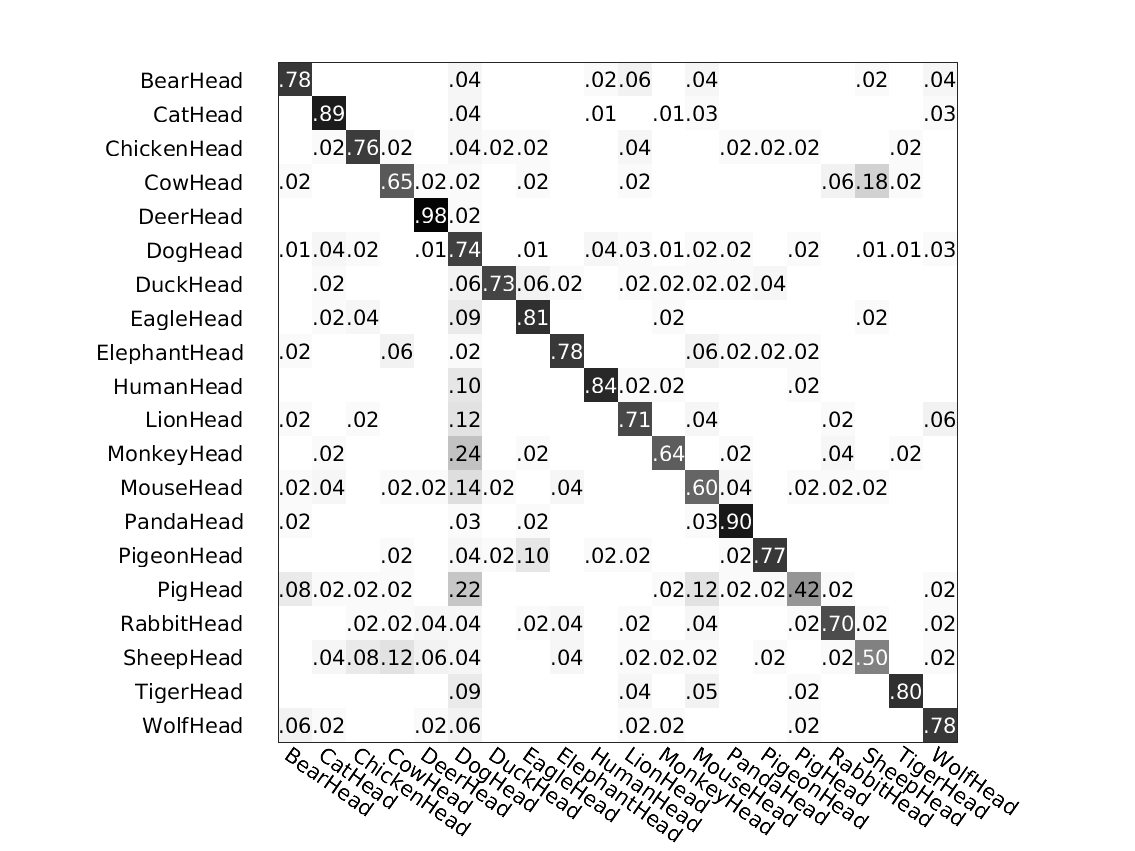 BearHead .78 .04 .02 .06 .04 .02 .04
CatHead .89 .04 .01 .01 .03 .03
ChickenHead .02 .76 .02 .04 .02 .02 .04 .02 .02 .02 .02
CowHead .02 .65 .02 .02 .02 .02 .06 .18 .02
DeerHead .98 .02
DogHead .01 .04 .02 .01 .74 .01 .04 .03 .01 .02 .02 .02 .01 .01 .03
DuckHead .02 .06 .73 .06 .02 .02 .02 .02 .02 .04
EagleHead .02 .04 .09 .81 .02 .02
ElephantHead .02 .06 .02 .78 .06 .02 .02 .02
HumanHead .10 .84 .02 .02 .02
LionHead .02 .02 .12 .71 .04 .02 .06
MonkeyHead .02 .24 .02 .64 .02 .04 .02
MouseHead .02 .04 .02 .02 .14 .02 .04 .60 .04 .02 .02 .02
PandaHead .02 .03 .02 .03 .90
PigeonHead .02 .04 .02 .10 .02 .02 .02 .77
PigHead .08 .02 .02 .02 .22 .02 .12 .02 .02 .42 .02 .02
RabbitHead .02 .02 .04 .04 .02 .04 .02 .04 .02 .70 .02 .02
SheepHead .04 .08 .12 .06 .04 .04 .02 .02 .02 .02 .02 .50 .02
TigerHead .09 .04 .05 .02 .80
WolfHead .06 .02 .02 .06 .02 .02 .02 .78
BearHead
CatHead
ChickenHead
CowHead
DeerHead
DogHead
DuckHead
EagleHead
ElephantHead
HumanHead
LionHead
MonkeyHead
MouseHead
PandaHead
PigeonHead
PigHead
RabbitHead
SheepHead
TigerHead
WolfHead